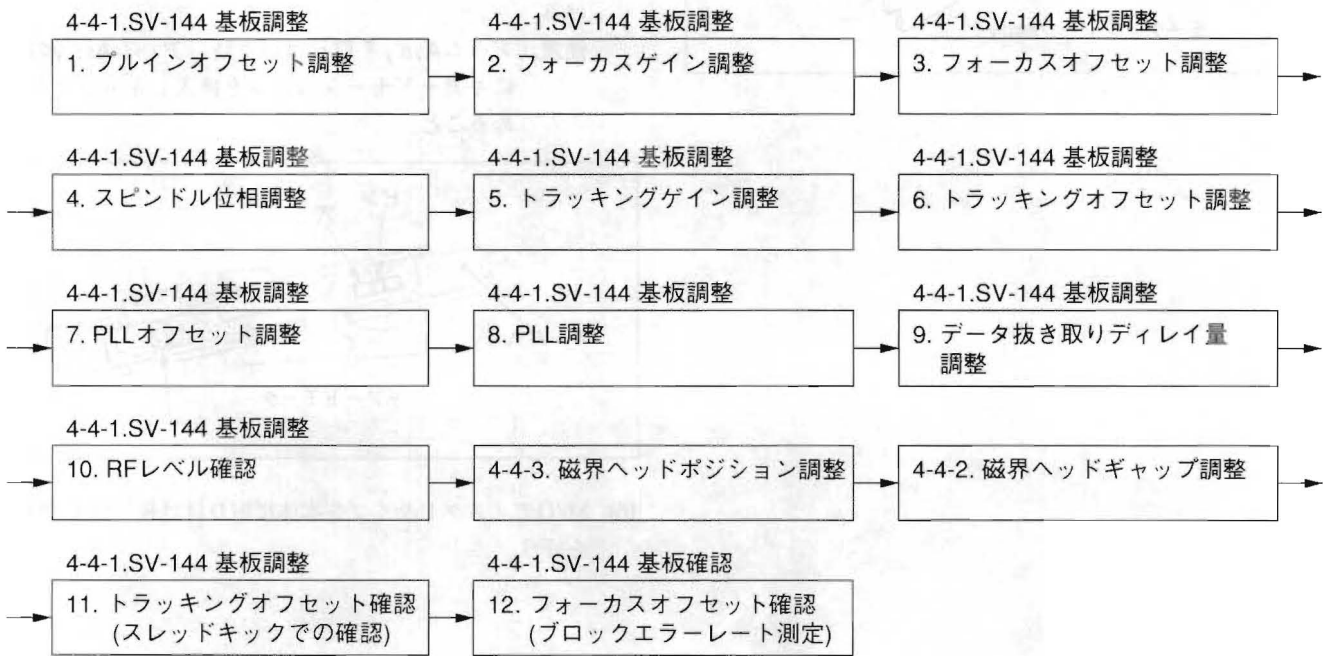 4-4-1.SV-144 基板調整
1. プルインオフセット調整
4-4-1.SV-144 基板調整
2. フォーカスゲイン調整
4-4-1.SV-144 基板調整
3. フォーカスオフセット調整
4-4-1.SV-144 基板調整
4. スピンドル位相調整
4-4-1.SV-144 基板調整
5. トラッキングゲイン調整
4-4-1.SV-144 基板調整
6. トラッキングオフセット調整
4-4-1.SV-144 基板調整
7. PLLオフセット調整
4-4-1.SV-144 基板調整
8. PLL調整
4-4-1.SV-144 基板調整
9. データ抜き取りディレイ量
調整
4-4-1.SV-144 基板調整
10. RFレベル確認
4-4-3. 磁界ヘッドポジション調整
4-4-2. 磁界ヘッドギャップ調整
4-4-1.SV-144 基板調整
11. トラッキングオフセット確認
(スレッドキックでの確認)
4-4-1.SV-144 基板確認
12. フォーカスオフセット確認
(ブロックエラーレート測定)